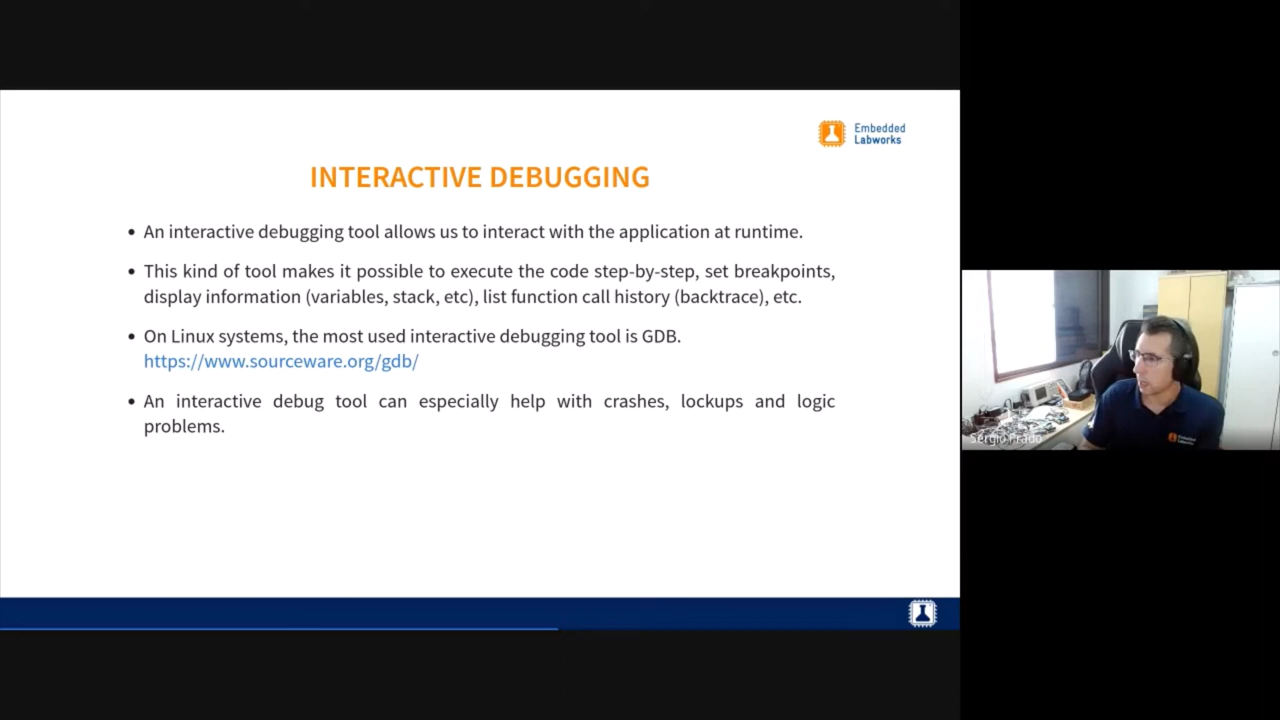 Embedded
Labworks
INTERACTIVE DEBUGGING
• An interactive debugging tool allows us to interact with the application at runtime.
• This kind of tool makes it possible to execute the code step-by-step, set breakpoints,
display information (variables, stack, etc), list function call history (backtrace), etc.
• On Linux systems, the most used interactive debugging tool is GDB.
https://www.sourceware.org/gdb/
• An interactive debug tool can especially help with crashes, lockups and logic
problems.
Sergio Prado
Embedded
Labworks